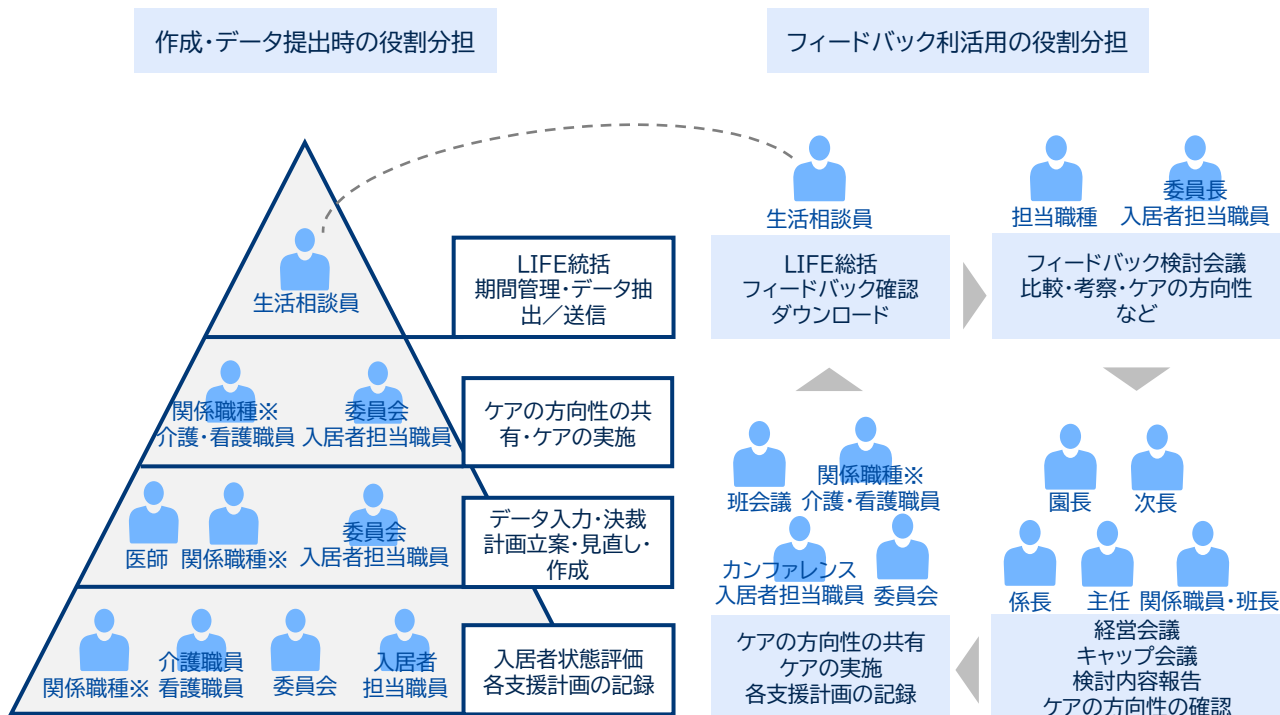 作成・データ提出時の役割分担
フィードバック利活用の役割分担
生活相談員
LIFE統括
期間管理・データ抽
出／送信
関係職種※
介護・看護職員
委員会
入居者担当職員
ケアの方向性の共
有・ケアの実施
医師
関係職種※
委員会
入居者担当職員
データ入力・決裁
計画立案・見直し・
作成
関係職種※
介護職員
看護職員
委員会
入居者
担当職員
入居者状態評価
各支援計画の記録
生活相談員
LIFE総括
フィードバック確認
ダウンロード
担当職種
委員長
入居者担当職員
フィードバック検討会議
比較・考察・ケアの方向性
など
園長
次長
係長
主任
関係職員・班長
経営会議
キャップ会議
検討内容報告
ケアの方向性の確認
班会議
関係職種※
介護・看護職員
カンファレンス
入居者担当職員
委員会
ケアの方向性の共有
ケアの実施
各支援計画の記録